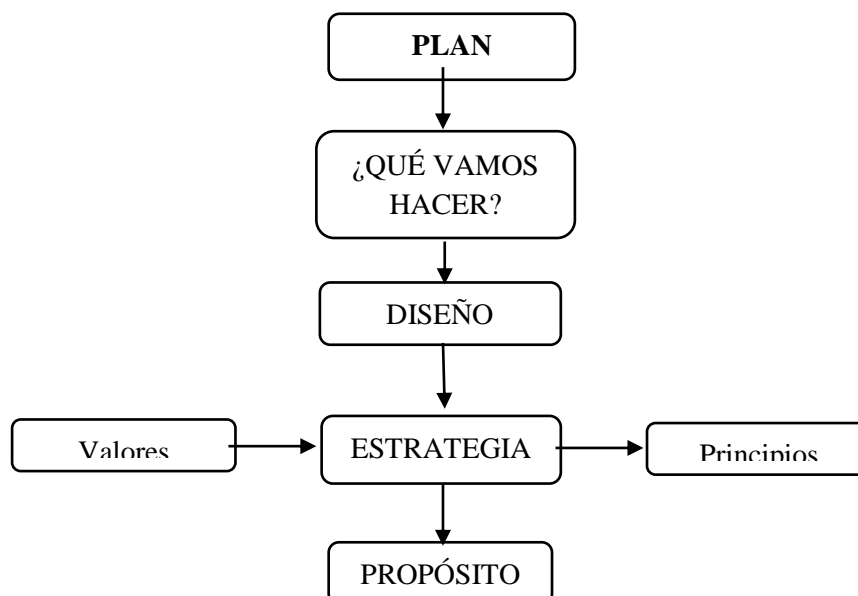 PLAN
¿QUÉ VAMOS
HACER?
DISEÑO
Valores
ESTRATEGIA
Principios
PROPÓSITO